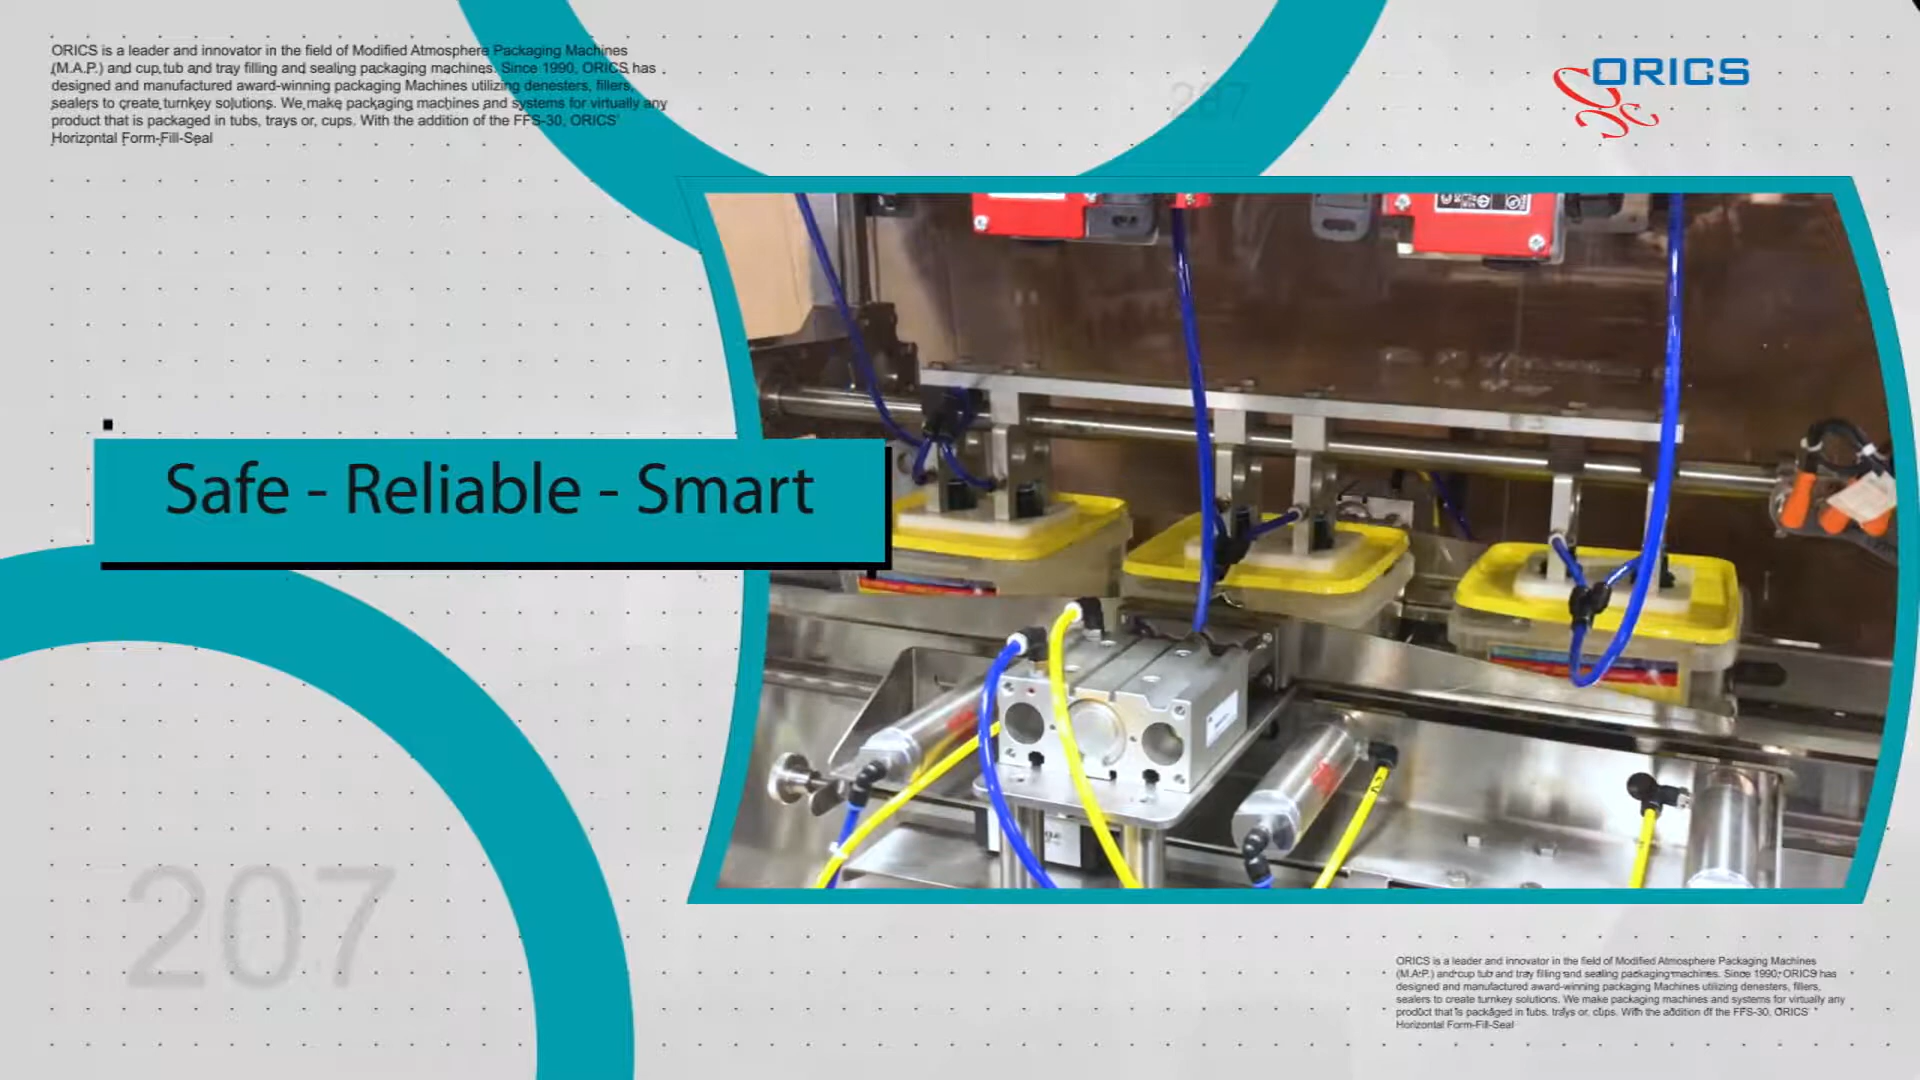 ORICS is a leader and innovator in the field of Modified Atmosphere Packaging Machines
(M.A.P.) and cup,tub and tray filling and sealing packaging machines. Since 1990, ORICS has
designed and manufactured award-winning packaging Machines utilizing denesters, fillers,
sealers to create turnkey solutions. We make packaging machines and systems for virtually any
product that is packaged in tubs, trays or, cups. With the addition of the FFS-30, ORICS'
Horizontal Form-Fill-Seal
207
ORICS
Safe - Reliable - Smart
207
ORICS is a leader and innovator in the field of Modified Atmosphere Packaging Machines
(M.A.P.) and cup tub and tray filling and sealing packaging machines. Since 1990, ORICS has
designed and manufactured award-winning packaging Machines utilizing denesters, fillers,
sealers to create turnkey solutions. We make packaging machines and systems for virtually any
product that is packaged in tubs, trays or, cups. With the addition of the FFS-30, ORICS'
Horizontal Form-Fill-Seal